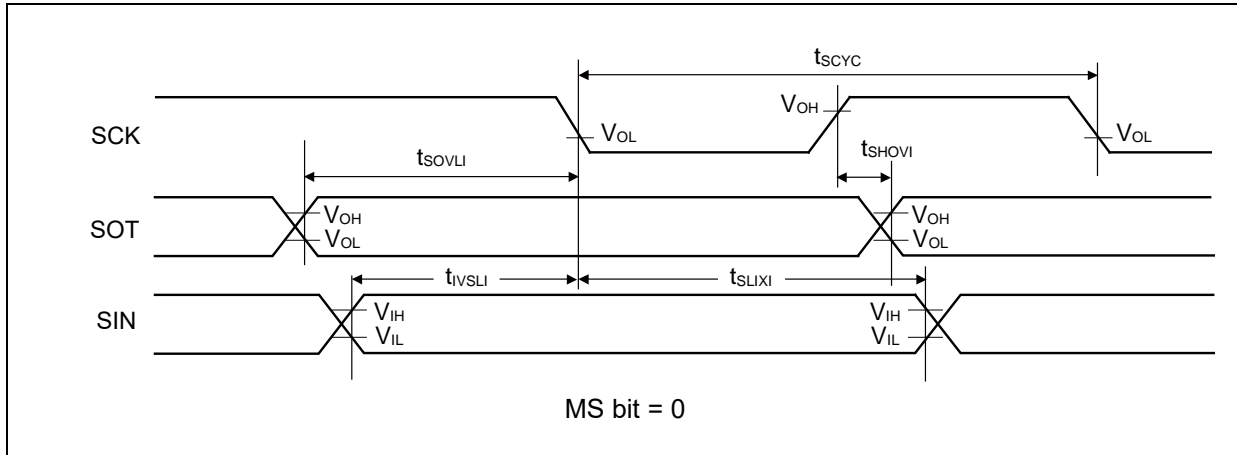 tSCYC
SCK
VOH
VOL
VOL
tSOVLI
tSHOVI
SOT
VOH
VOL
VOH
VOL
tIVSLI
tSLIXI
SIN
VIH
VIL
VIH
VIL
MS bit = 0